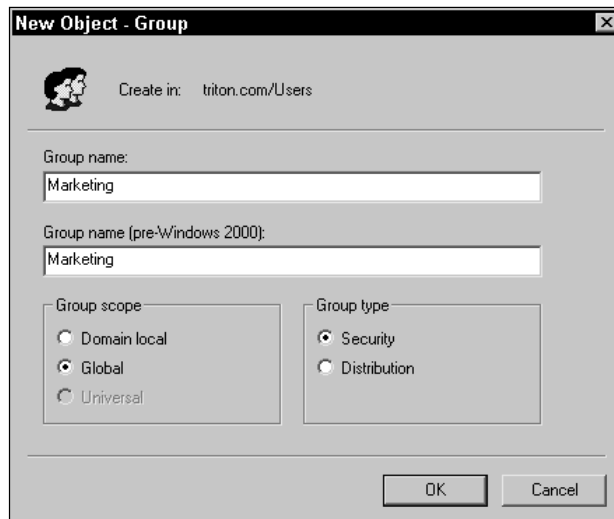 New Object - Group
Create in: triton.com/Users
Group name:
Marketing
Group name (pre-Windows 2000):
Marketing
Group scope
Domain local
Global
Universal
Group type
Security
Distribution
OK
Cancel